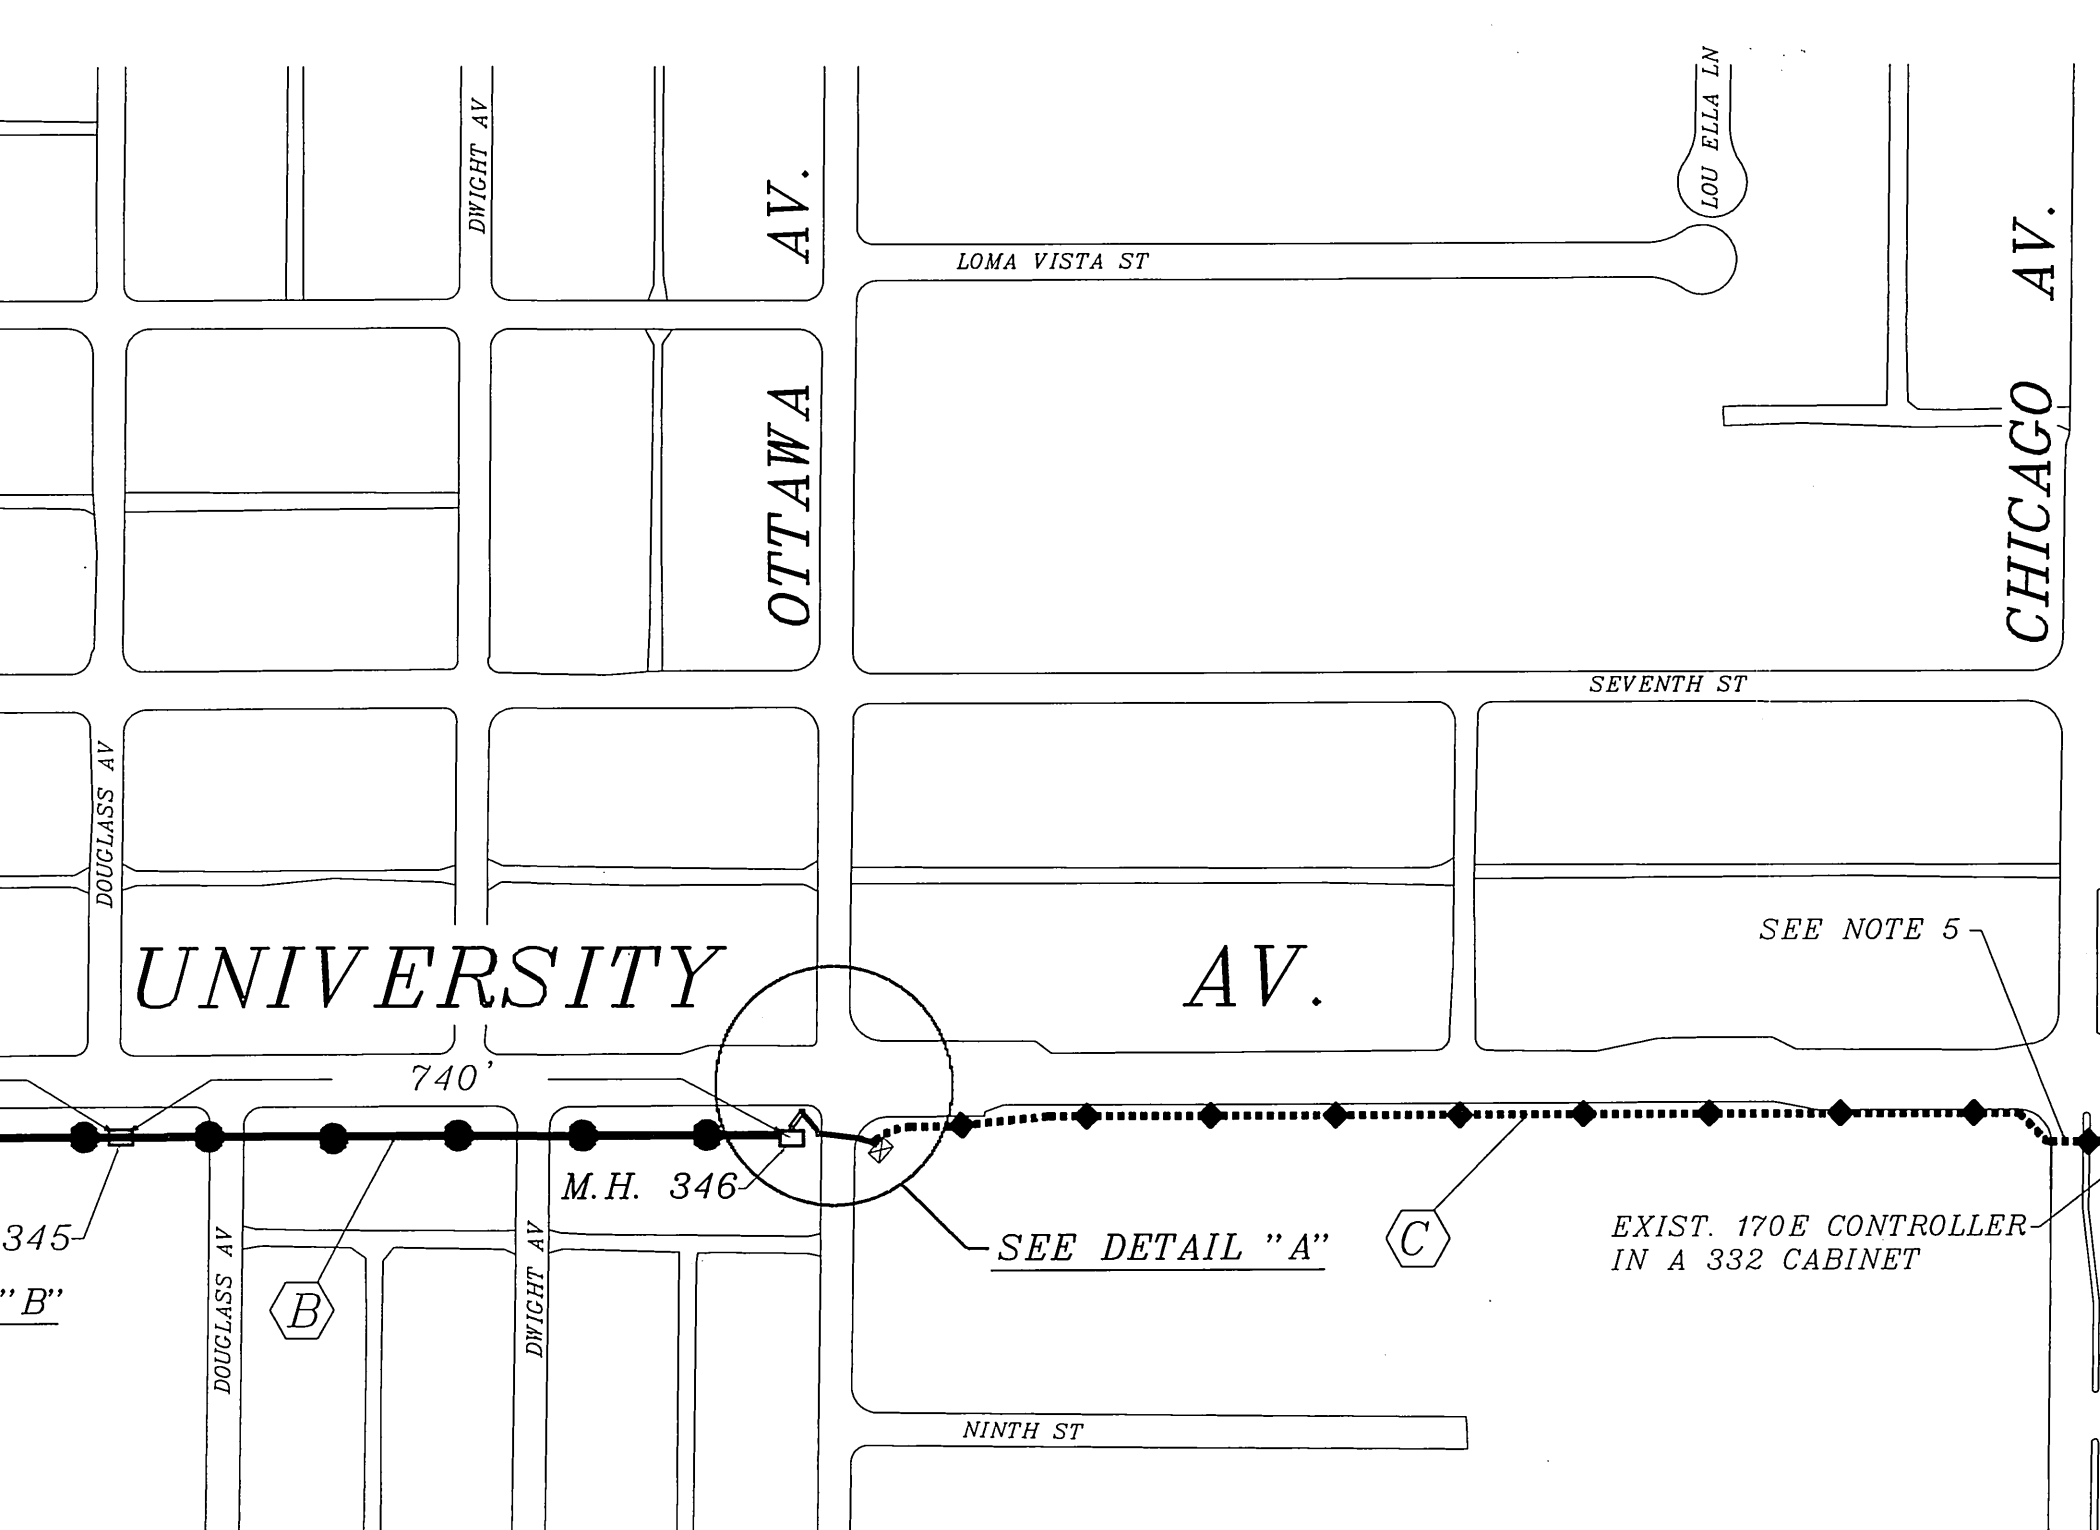 LOU ELLA LN
DWIGHT AV
OTTAWA AV.
LOMA VISTA ST
CHICAGO AV.
SEVENTH ST
DOUGLASS AV
SEE NOTE 5
UNIVERSITY AV.
740'
M.H. 346
345
"B"
B
SEE DETAIL "A"
C
EXIST. 170E CONTROLLER
IN A 332 CABINET
DOUGLASS AV
DWIGHT AV
NINTH ST